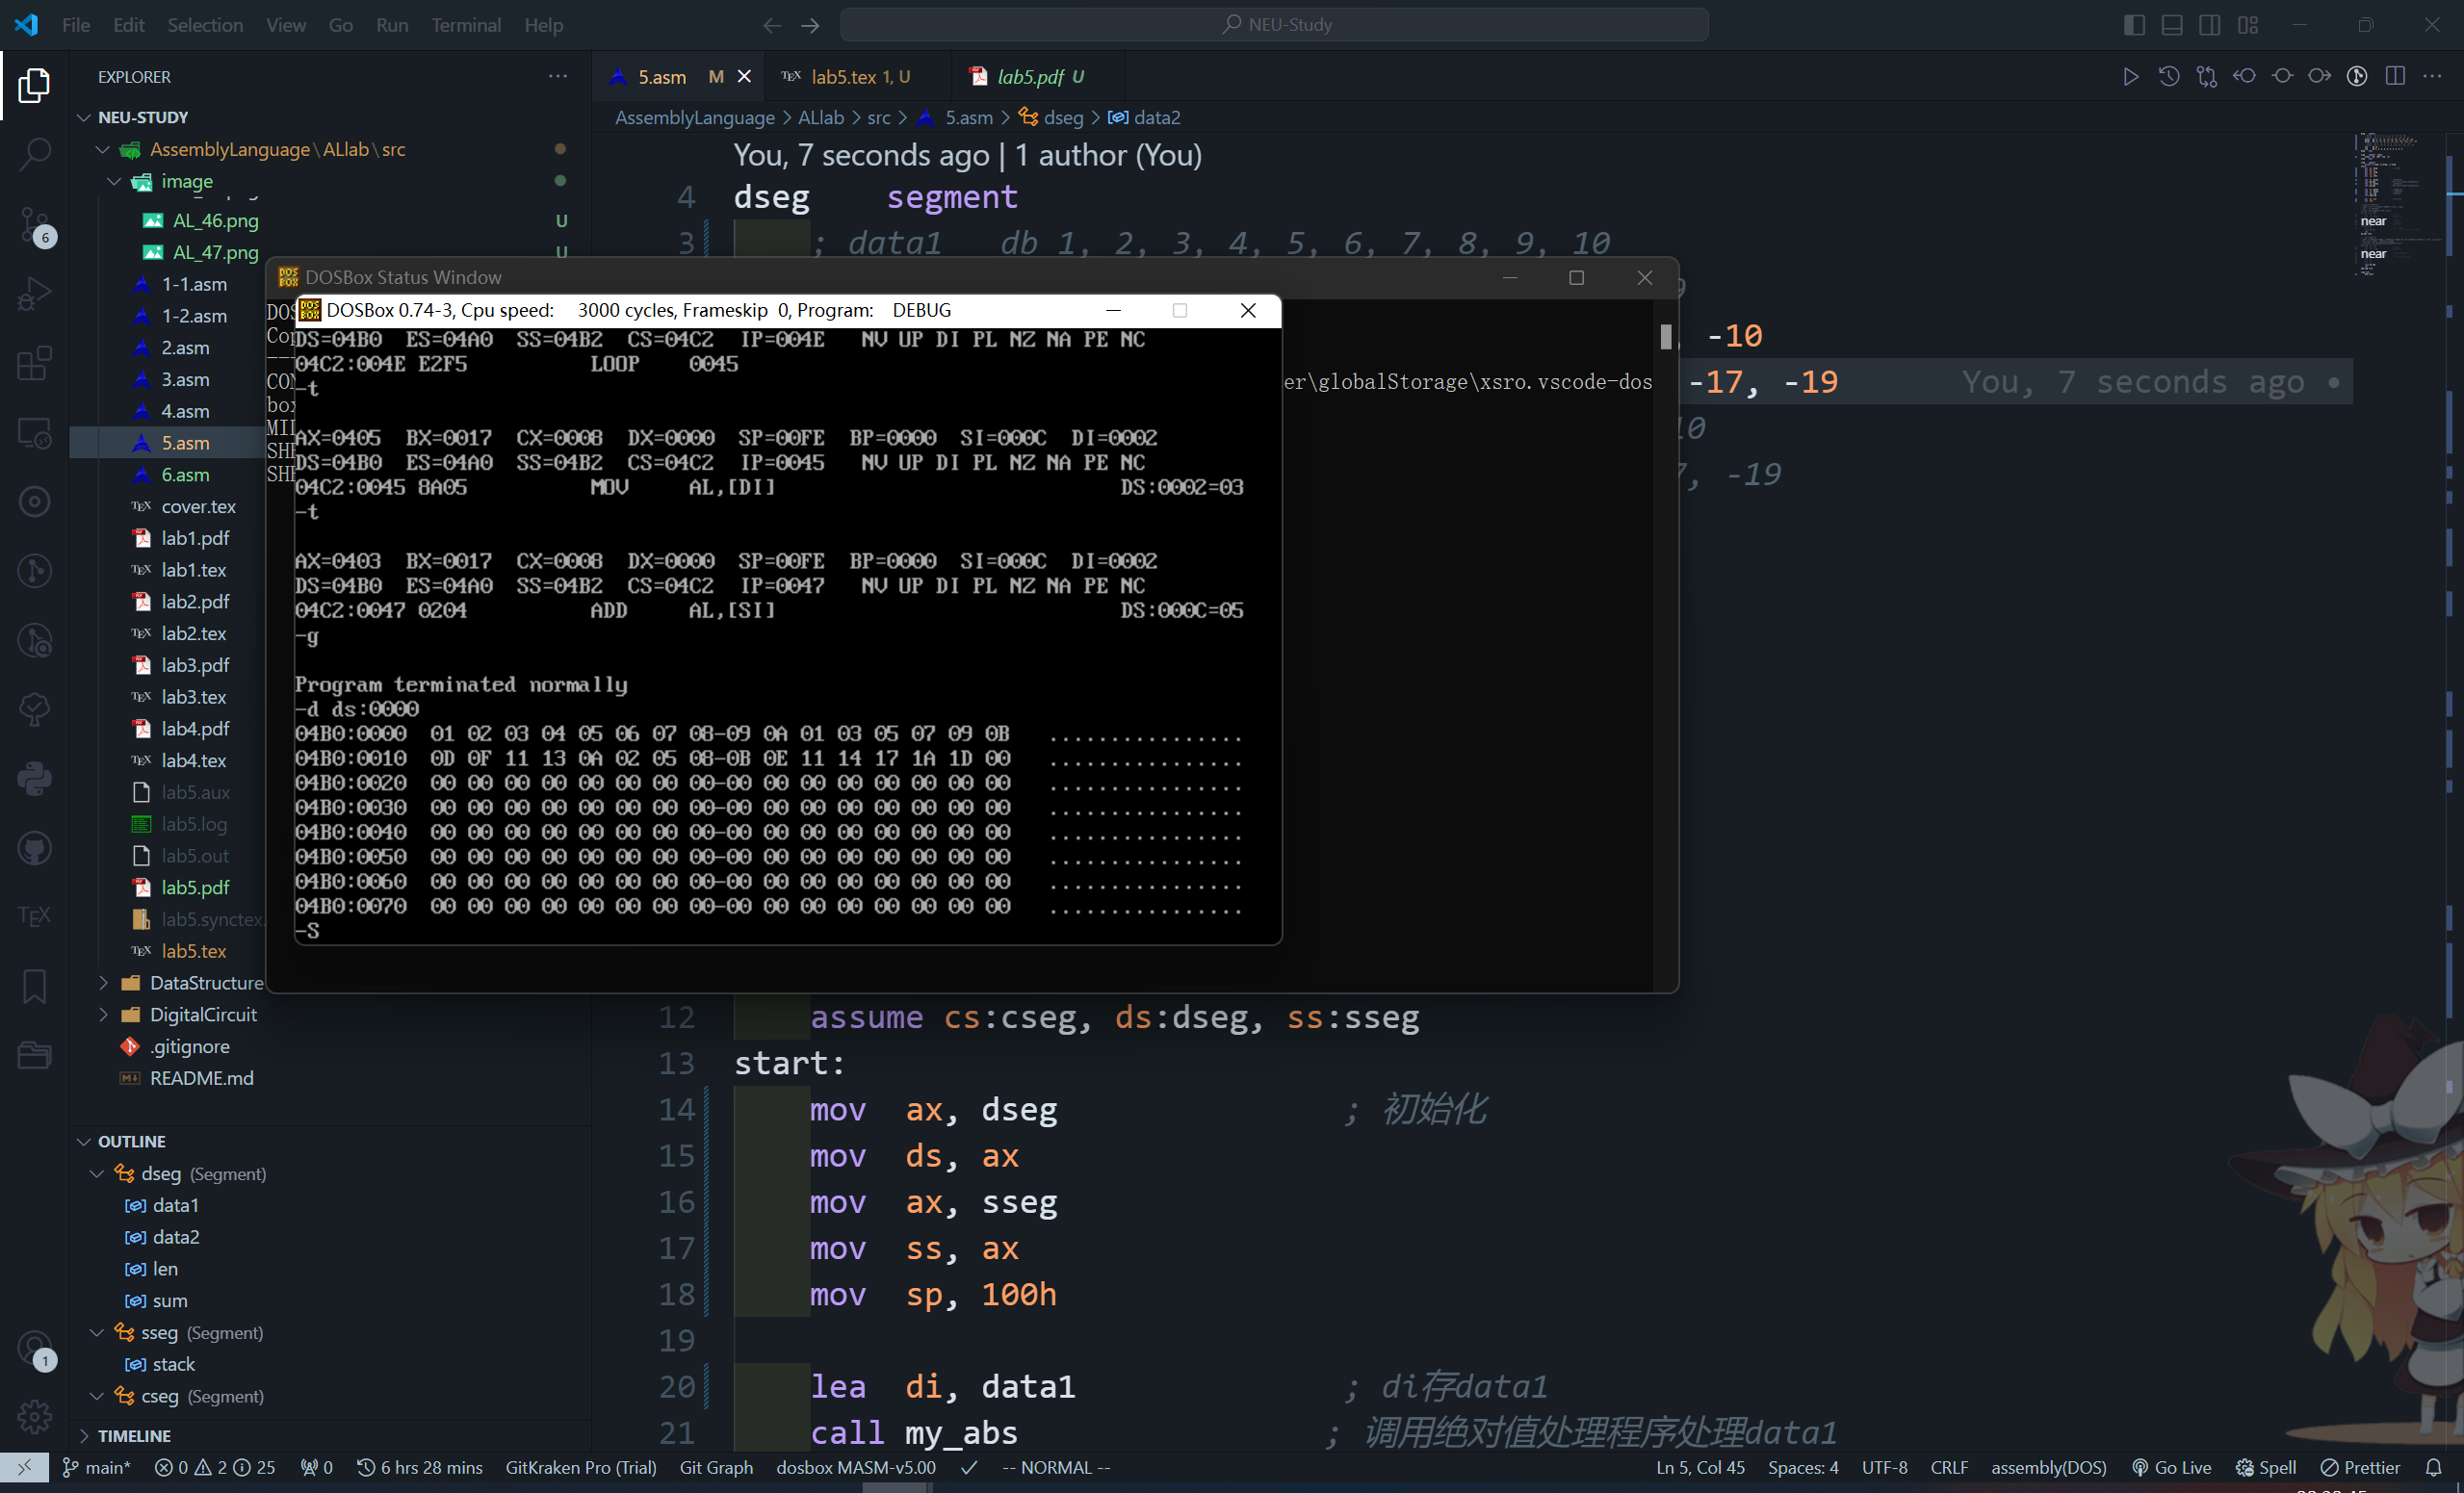 File Edit Selection View Go Run Terminal Help
NEU-Study
EXPLORER
NEU-STUDY
AssemblyLanguage\ALlab\src
image
AL_46.png U
AL_47.png U
1-1.asm
1-2.asm
2.asm
3.asm
4.asm
5.asm
6.asm
TEX cover.tex
lab1.pdf
TEX lab1.tex
lab2.pdf
TEX lab2.tex
lab3.pdf
TEX lab3.tex
lab4.pdf
TEX lab4.tex
lab5.aux
lab5.log
lab5.out
lab5.pdf
lab5.synctex.
TEX lab5.tex
DataStructure
DigitalCircuit
.gitignore
README.md
OUTLINE
dseg (Segment)
data1
data2
len
sum
sseg (Segment)
stack
cseg (Segment)
TIMELINE
6
TEX
1
5.asm M
TEX lab5.tex 1, U
lab5.pdf U
AssemblyLanguage > ALlab > src > 5.asm > dseg > data2
You, 7 seconds ago | 1 author (You)
4 dseg segment
3 ; data1 db 1, 2, 3, 4, 5, 6, 7, 8, 9, 10
, -10
-17, -19 You, 7 seconds ago •
10
7, -19
near
near
DOSBox Status Window
er\globalStorage\xsro.vscode-dos
DOSBox 0.74-3, Cpu speed: 3000 cycles, Frameskip 0, Program: DEBUG
DS=04B0 ES=04A0 SS=04B2 CS=04C2 IP=004E NV UP DI PL NZ NA PE NC
04C2:004E E2F5 LOOP 0045
-t
AX=0405 BX=0017 CX=0008 DX=0000 SP=00FE BP=0000 SI=000C DI=0002
DS=04B0 ES=04A0 SS=04B2 CS=04C2 IP=0045 NV UP DI PL NZ NA PE NC
04C2:0045 8A05 MOV AL,[DI] DS:0002=03
-t
AX=0403 BX=0017 CX=0008 DX=0000 SP=00FE BP=0000 SI=000C DI=0002
DS=04B0 ES=04A0 SS=04B2 CS=04C2 IP=0047 NV UP DI PL NZ NA PE NC
04C2:0047 0204 ADD AL,[SI] DS:000C=05
-g
Program terminated normally
-d ds:0000
04B0:0000 01 02 03 04 05 06 07 08-09 0A 01 03 05 07 09 0B ................
04B0:0010 0D 0F 11 13 0A 02 05 08-0B 0E 11 14 17 1A 1D 00 ................
04B0:0020 00 00 00 00 00 00 00 00-00 00 00 00 00 00 00 00 ................
04B0:0030 00 00 00 00 00 00 00 00-00 00 00 00 00 00 00 00 ................
04B0:0040 00 00 00 00 00 00 00 00-00 00 00 00 00 00 00 00 ................
04B0:0050 00 00 00 00 00 00 00 00-00 00 00 00 00 00 00 00 ................
04B0:0060 00 00 00 00 00 00 00 00-00 00 00 00 00 00 00 00 ................
04B0:0070 00 00 00 00 00 00 00 00-00 00 00 00 00 00 00 00 ................
-S
12 assume cs:cseg, ds:dseg, ss:sseg
13 start:
14 mov ax, dseg ; 初始化
15 mov ds, ax
16 mov ax, sseg
17 mov ss, ax
18 mov sp, 100h
19
20 lea di, data1 ; di存data1
21 call my_abs ; 调用绝对值处理程序处理data1
main* 0 2 25 0 6 hrs 28 mins GitKraken Pro (Trial) Git Graph dosbox MASM-v5.00 -- NORMAL -- Ln 5, Col 45 Spaces: 4 UTF-8 CRLF assembly(DOS) Go Live Spell Prettier